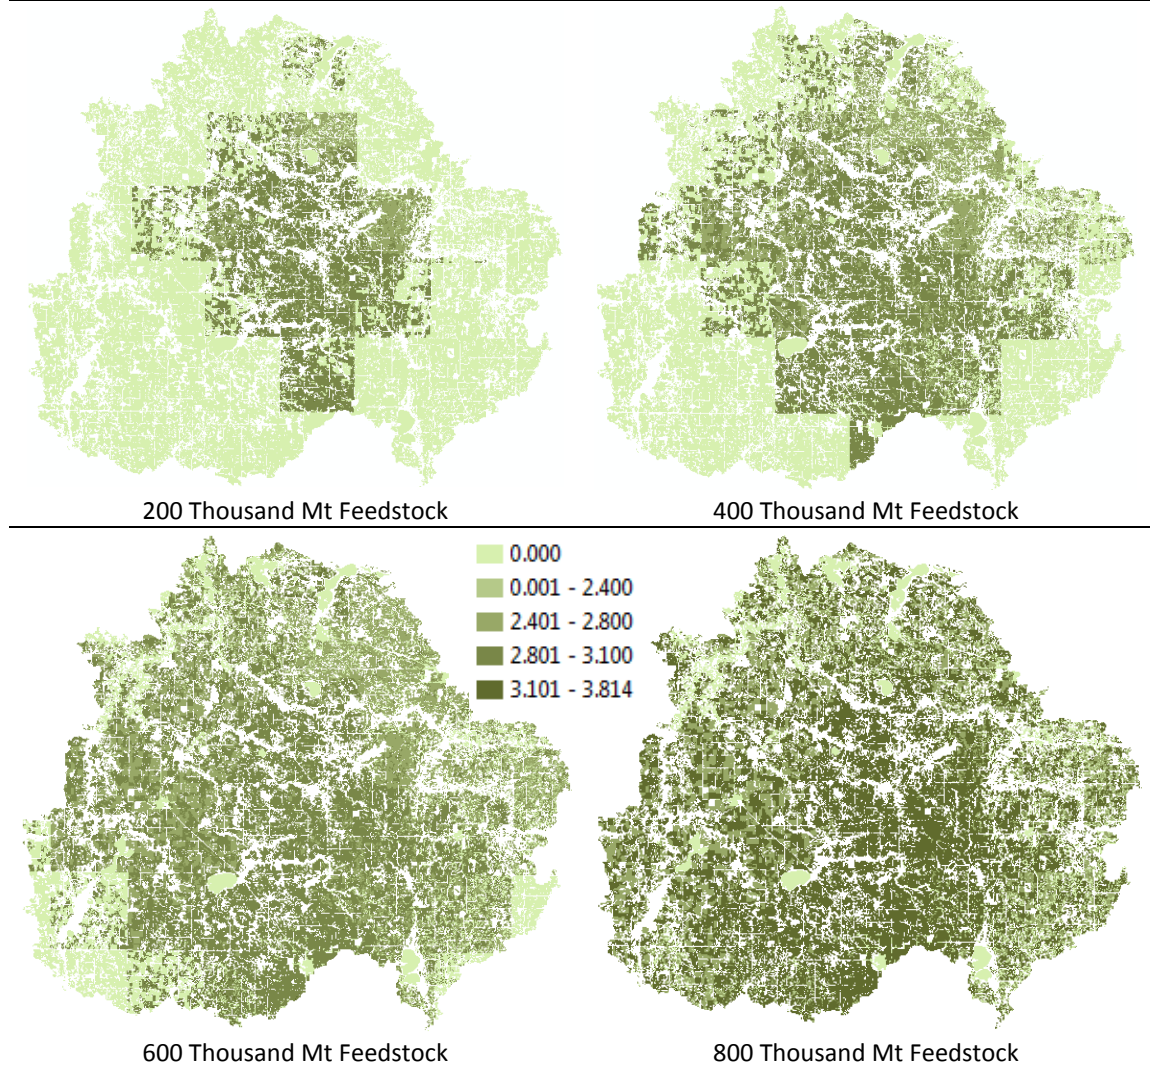 200 Thousand Mt Feedstock
400 Thousand Mt Feedstock
0.000
0.001 - 2.400
2.401 - 2.800
2.801 - 3.100
3.101 - 3.814
600 Thousand Mt Feedstock
800 Thousand Mt Feedstock